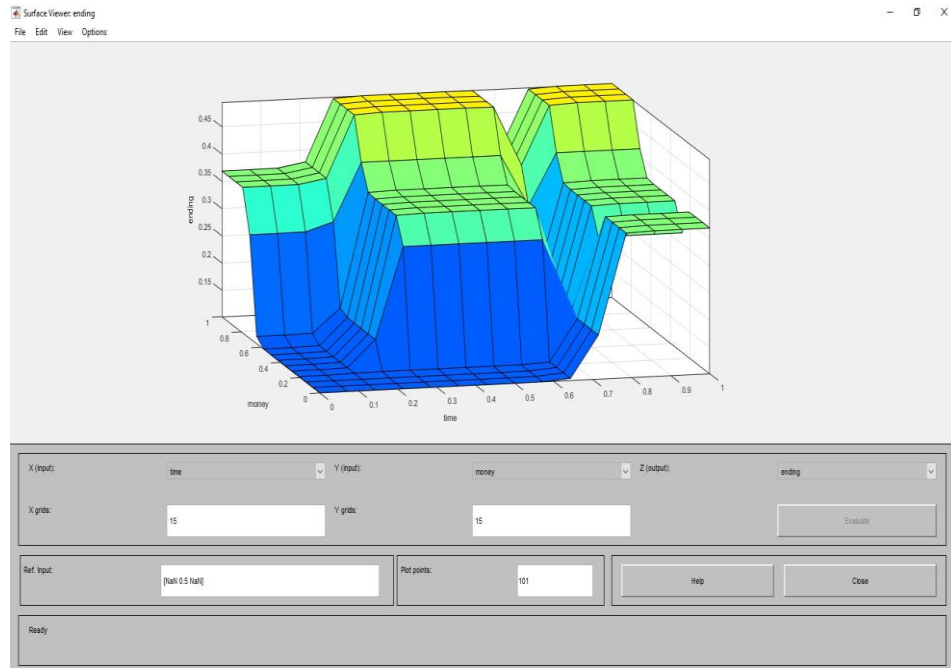 Surface Viewer: ending
File Edit View Options
0.45
0.4
0.35
0.3
0.25
0.2
0.15
ending
1
0.8
0.6
0.4
0.2
0
money
0 0.1 0.2 0.3 0.4 0.5 0.6 0.7 0.8 0.9 1
time
X (input): time Y (input): money Z (output): ending
X grids: 15 Y grids: 15 Evaluate
Ref. Input: [NaN 0.5 NaN] Plot points: 101 Help Close
Ready